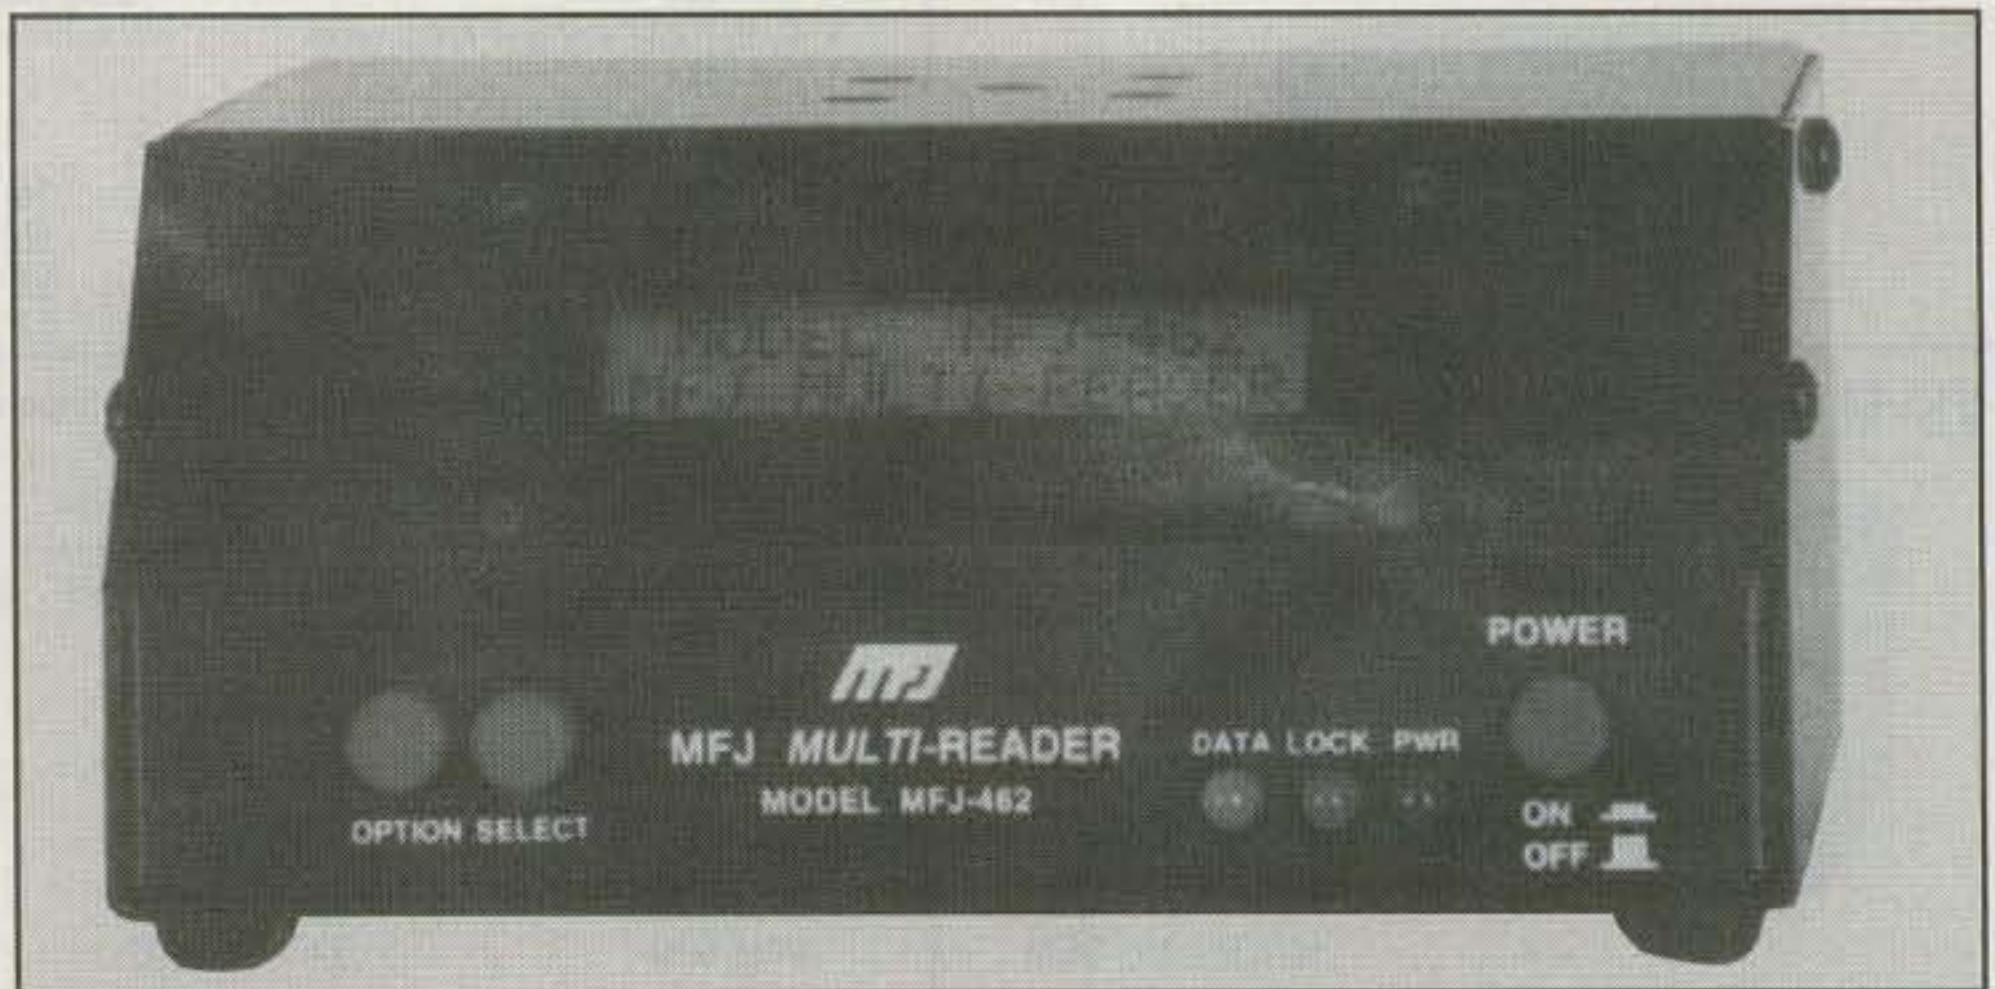 POWER
MFJ
MFJ MULTI-READER
MODEL MFJ-462
DATA LOCK PWR
OPTION SELECT
ON
OFF